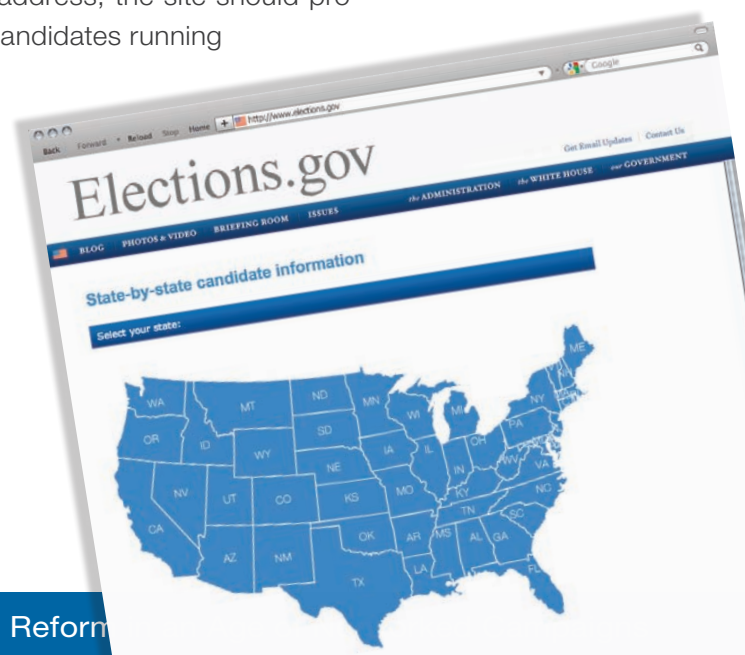 address, the site should pro
andidates running
Back Forward Reload Stop Home + http://www.elections.gov Google
Elections.gov
Get Email Updates Contact Us
BLOG PHOTOS & VIDEO BRIEFING ROOM ISSUES the ADMINISTRATION the WHITE HOUSE our GOVERNMENT
State-by-state candidate information
Select your state:
WA MT ND MN WI MI ME
OR ID WY SD IA IL IN OH PA NY
NV UT CO NE KS MO KY WV VA
CA AZ NM OK AR TN NC SC
TX LA MS AL GA FL
Reform